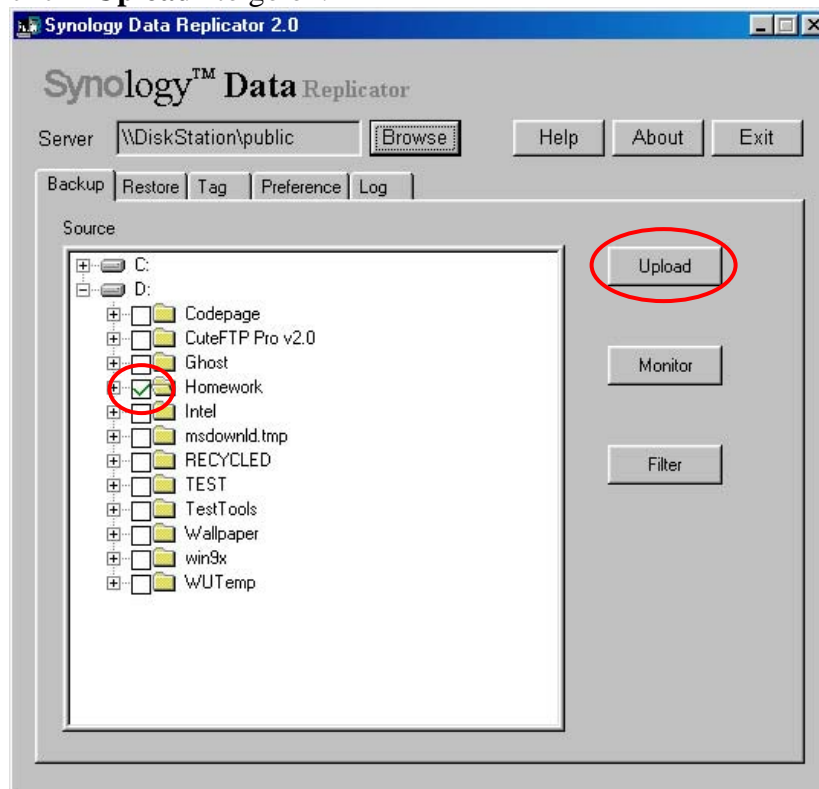 Synology Data Replicator 2.0
Synology™ Data Replicator
Server \\DiskStation\public Browse Help About Exit
Backup Restore Tag Preference Log
Source
C:
D:
Codepage
CuteFTP Pro v2.0
Ghost
Homework
Intel
msdownld.tmp
RECYCLED
TEST
TestTools
Wallpaper
win9x
WUTemp
Upload
Monitor
Filter